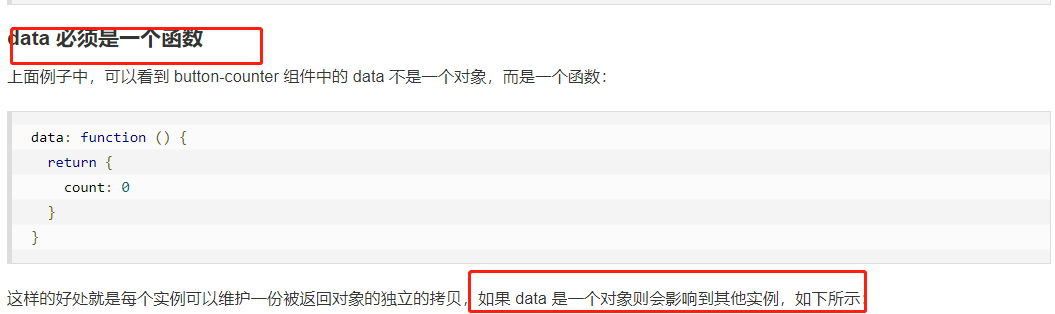 data 必须是一个函数
上面例子中，可以看到 button-counter 组件中的 data 不是一个对象，而是一个函数：
data: function () {
  return {
    count: 0
  }
}
这样的好处就是每个实例可以维护一份被返回对象的独立的拷贝，如果 data 是一个对象则会影响到其他实例，如下所示：